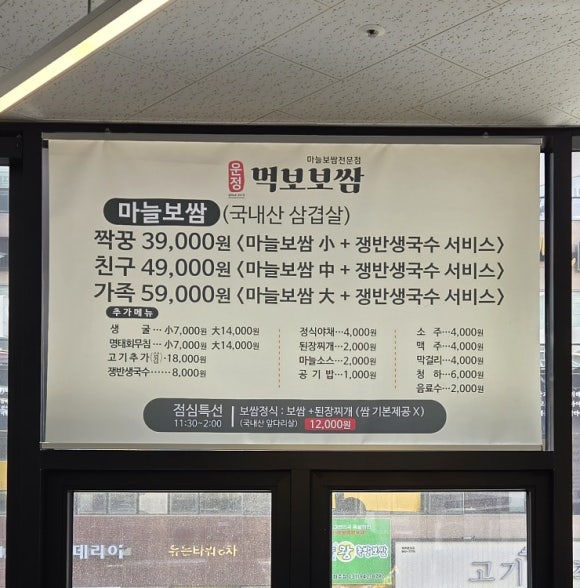 마늘보쌈전문점
운정 먹보보쌈
마늘보쌈 (국내산 삼겹살)
짝꿍 39,000원 〈마늘보쌈 小 + 쟁반생국수 서비스〉
친구 49,000원 〈마늘보쌈 中 + 쟁반생국수 서비스〉
가족 59,000원 〈마늘보쌈 大 + 쟁반생국수 서비스〉
추가메뉴
생 굴 … 小7,000원 大14,000원
명태회무침 … 小7,000원 大14,000원
고기추가 -18,000원
쟁반생국수 …… 8,000원
정식야채 … 4,000원
된장찌개 … 2,000원
마늘소스 … 2,000원
공 기 밥 … 1,000원
소 주 … 4,000원
맥 주 … 4,000원
막걸리 … 4,000원
청 하 … 6,000원
음료수 … 2,000원
점심특선
11:30~2:00
보쌈정식 : 보쌈 +된장찌개 (쌈 기본제공 X)
(국내산 앞다리살) 12,000원
데리아
고기